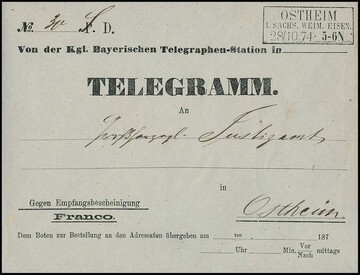 OSTHEIM
I. SACHS. WEIM. EISEN.
28/10.74. 5-6N
№. 30 D.
Von der Kgl. Bayerischen Telegraphen-Station in
TELEGRAMM.
An
Großherzogl. Justizamt,
in
Gegen Empfangsbescheinigung
Ostheim.
Franco.
Dem Boten zur Bestellung an den Adressaten übergeben am ten 187
Uhr Min. Vor/Nach mittags